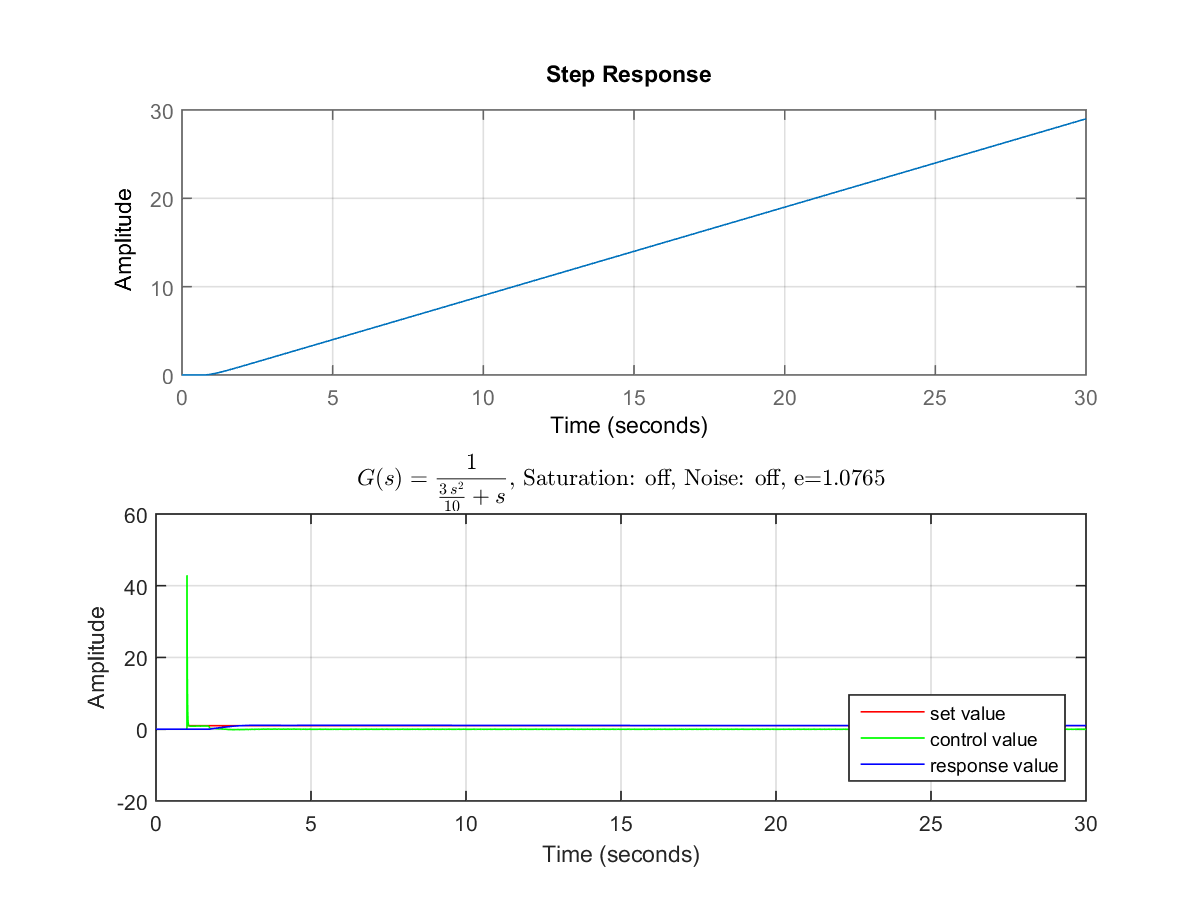 Step Response
30
20
10
0
Amplitude
0 5 10 15 20 25 30
Time (seconds)
G(s) = 1 / (3 s² / 10 + s), Saturation: off, Noise: off, e=1.0765
60
40
20
0
-20
Amplitude
set value
control value
response value
0 5 10 15 20 25 30
Time (seconds)